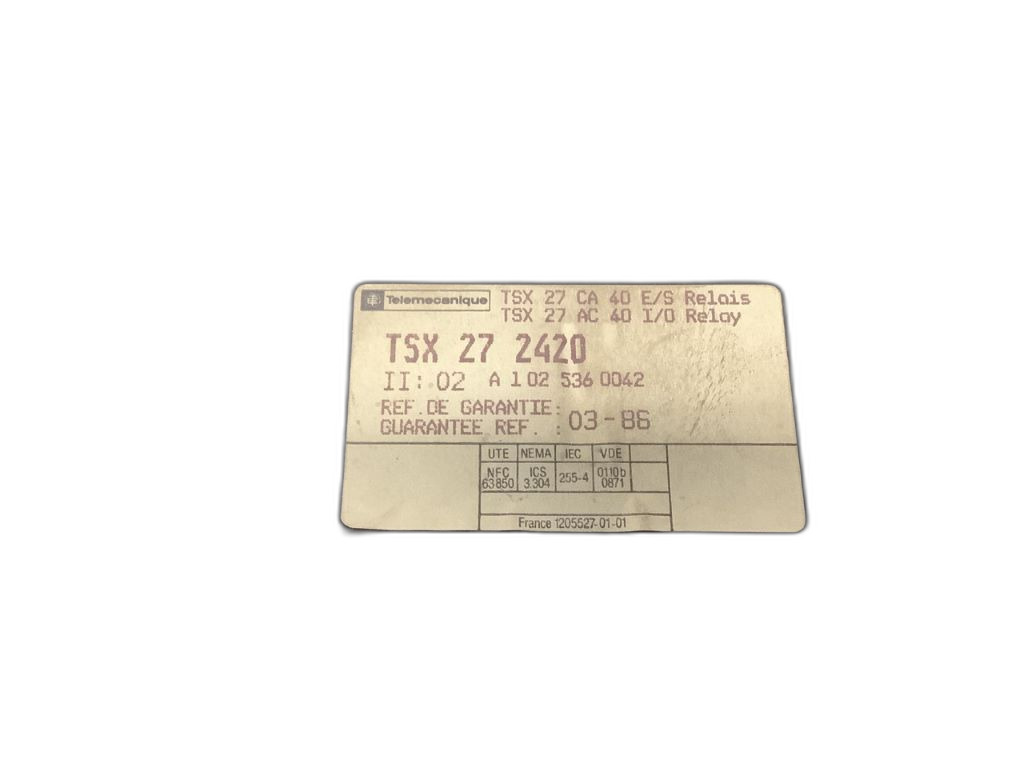 Telemecanique TSX 27 CA 40 E/S Relais
TSX 27 AC 40 I/O Relay
TSX 27 2420
II: 02 A 1 02 536 0042
REF. DE GARANTIE:
GUARANTEE REF. : 03-86
UTE NEMA IEC VDE
NFC 63850 ICS 3.304 255-4 0110b 0871
France 1205527-01-01